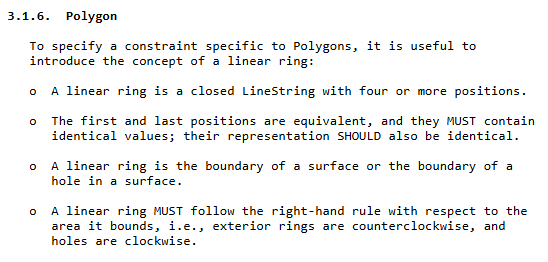 3.1.6. Polygon
To specify a constraint specific to Polygons, it is useful to
introduce the concept of a linear ring:
o A linear ring is a closed LineString with four or more positions.
o The first and last positions are equivalent, and they MUST contain
identical values; their representation SHOULD also be identical.
o A linear ring is the boundary of a surface or the boundary of a
hole in a surface.
o A linear ring MUST follow the right-hand rule with respect to the
area it bounds, i.e., exterior rings are counterclockwise, and
holes are clockwise.